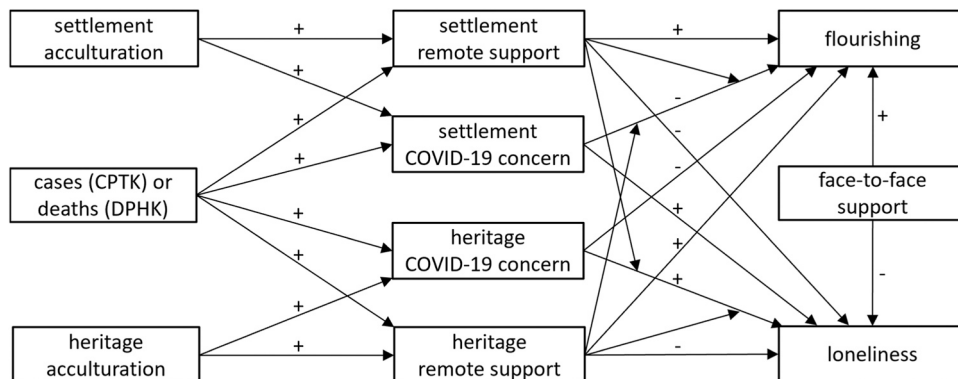 settlement
acculturation
+
settlement
remote support
+
flourishing
+
-
+
settlement
COVID-19 concern
-
+
+
cases (CPTK) or
deaths (DPHK)
-
face-to-face
support
+
+
heritage
COVID-19 concern
+
+
+
-
+
heritage
acculturation
+
heritage
remote support
-
loneliness